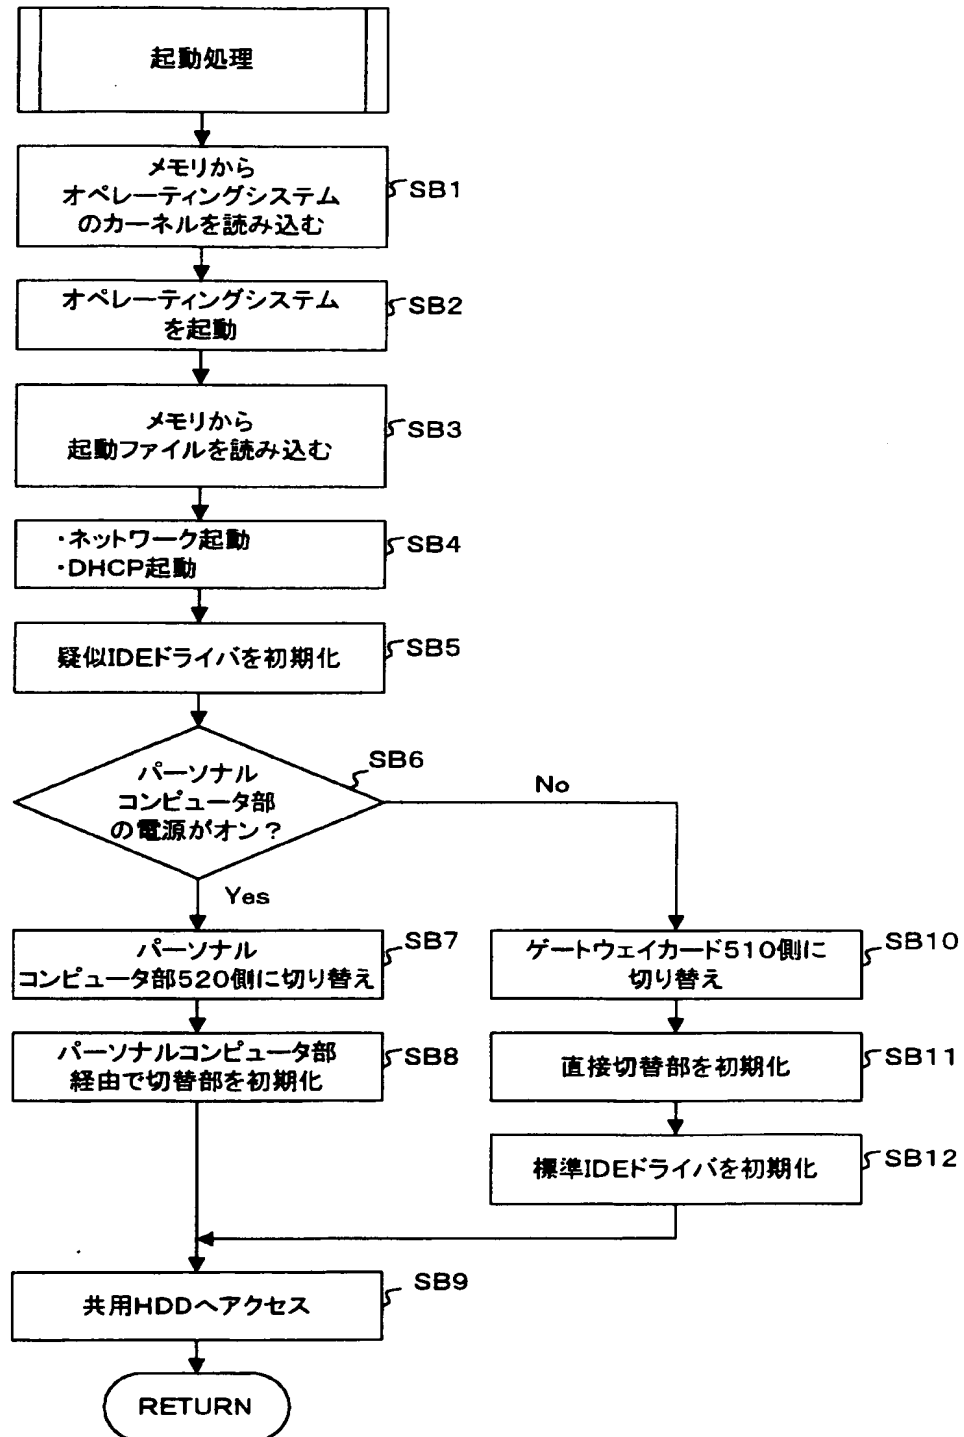 起動処理
メモリから
オペレーティングシステム
のカーネルを読み込む
SB1
オペレーティングシステム
を起動
SB2
メモリから
起動ファイルを読み込む
SB3
・ネットワーク起動
・DHCP起動
SB4
疑似IDEドライバを初期化
SB5
パーソナル
コンピュータ部
の電源がオン？
SB6
No
Yes
パーソナル
コンピュータ部520側に切り替え
SB7
ゲートウェイカード510側に
切り替え
SB10
パーソナルコンピュータ部
経由で切替部を初期化
SB8
直接切替部を初期化
SB11
標準IDEドライバを初期化
SB12
共用HDDへアクセス
SB9
RETURN